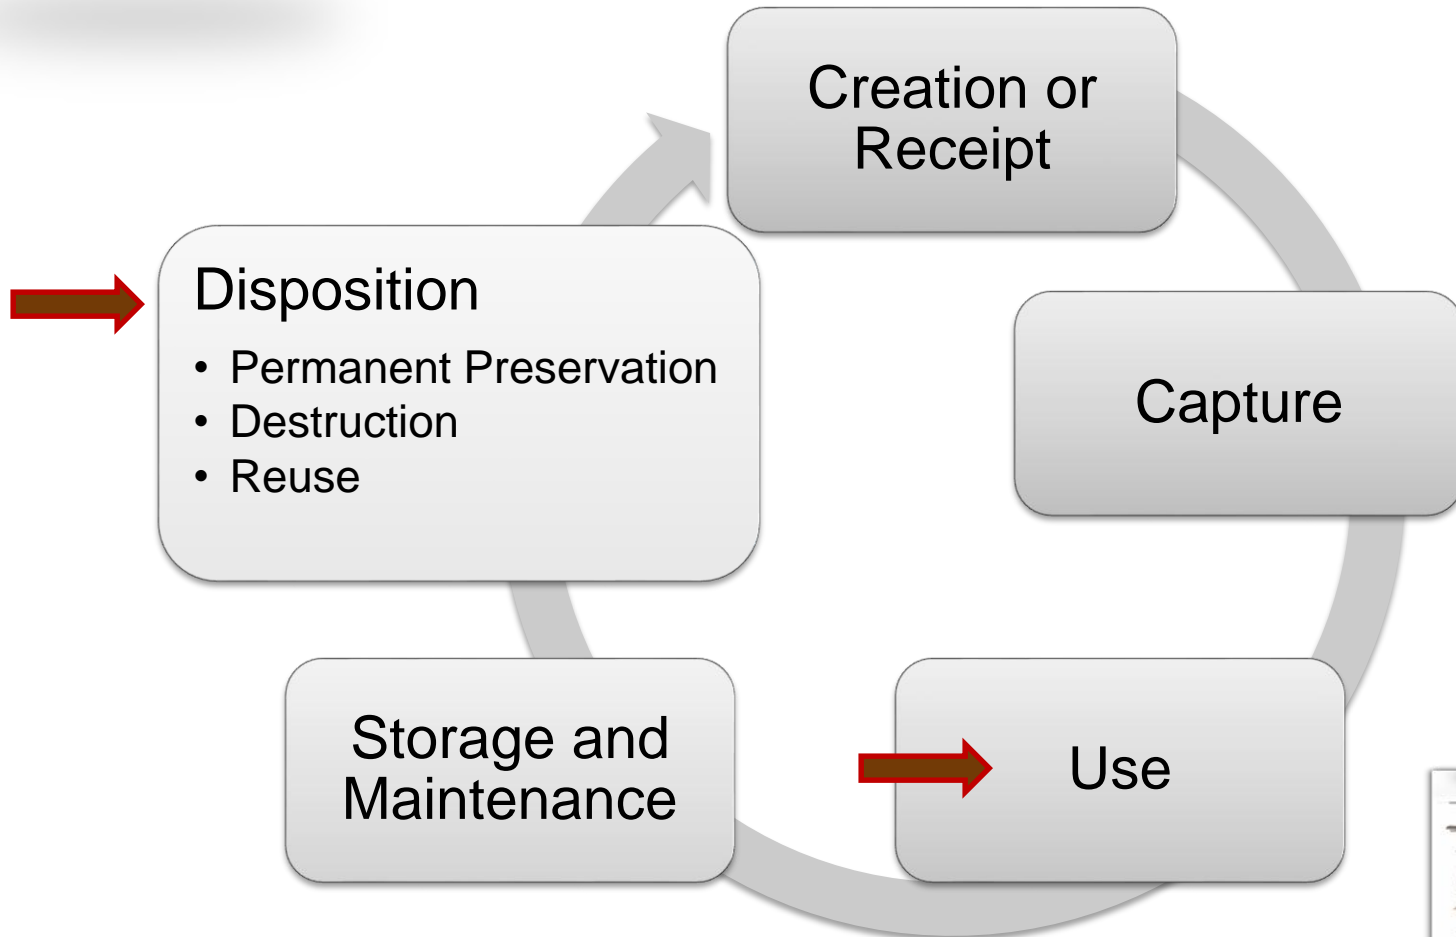 Creation or
Receipt
Capture
Use
Storage and
Maintenance
Disposition
• Permanent Preservation
• Destruction
• Reuse